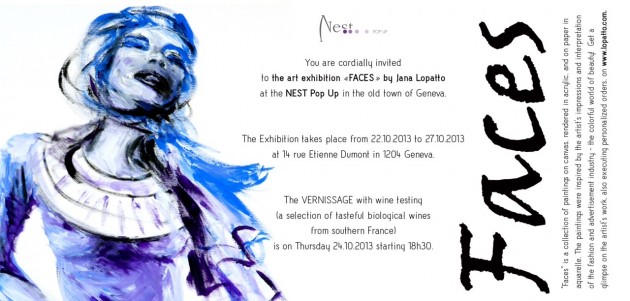 Nest
POP UP
You are cordially invited
to the art exhibition «FACES» by Jana Lopatto
at the NEST Pop Up in the old town of Geneva.
The Exhibition takes place from 22.10.2013 to 27.10.2013
at 14 rue Etienne Dumont in 1204 Geneva.
The VERNISSAGE with wine testing
(a selection of tasteful biological wines
from southern France)
is on Thursday 24.10.2013 starting 18h30.
Faces
"Faces" is a collection of paintings on canvas, rendered in acrylic, and on paper in
aquarelle. The paintings were inspired by the artist's impressions and interpretation
of the fashion and advertisement industry - the colorful world of beauty! Get a
glimpse on the artist's work, also executing personalized orders, on www.lopatto.com.